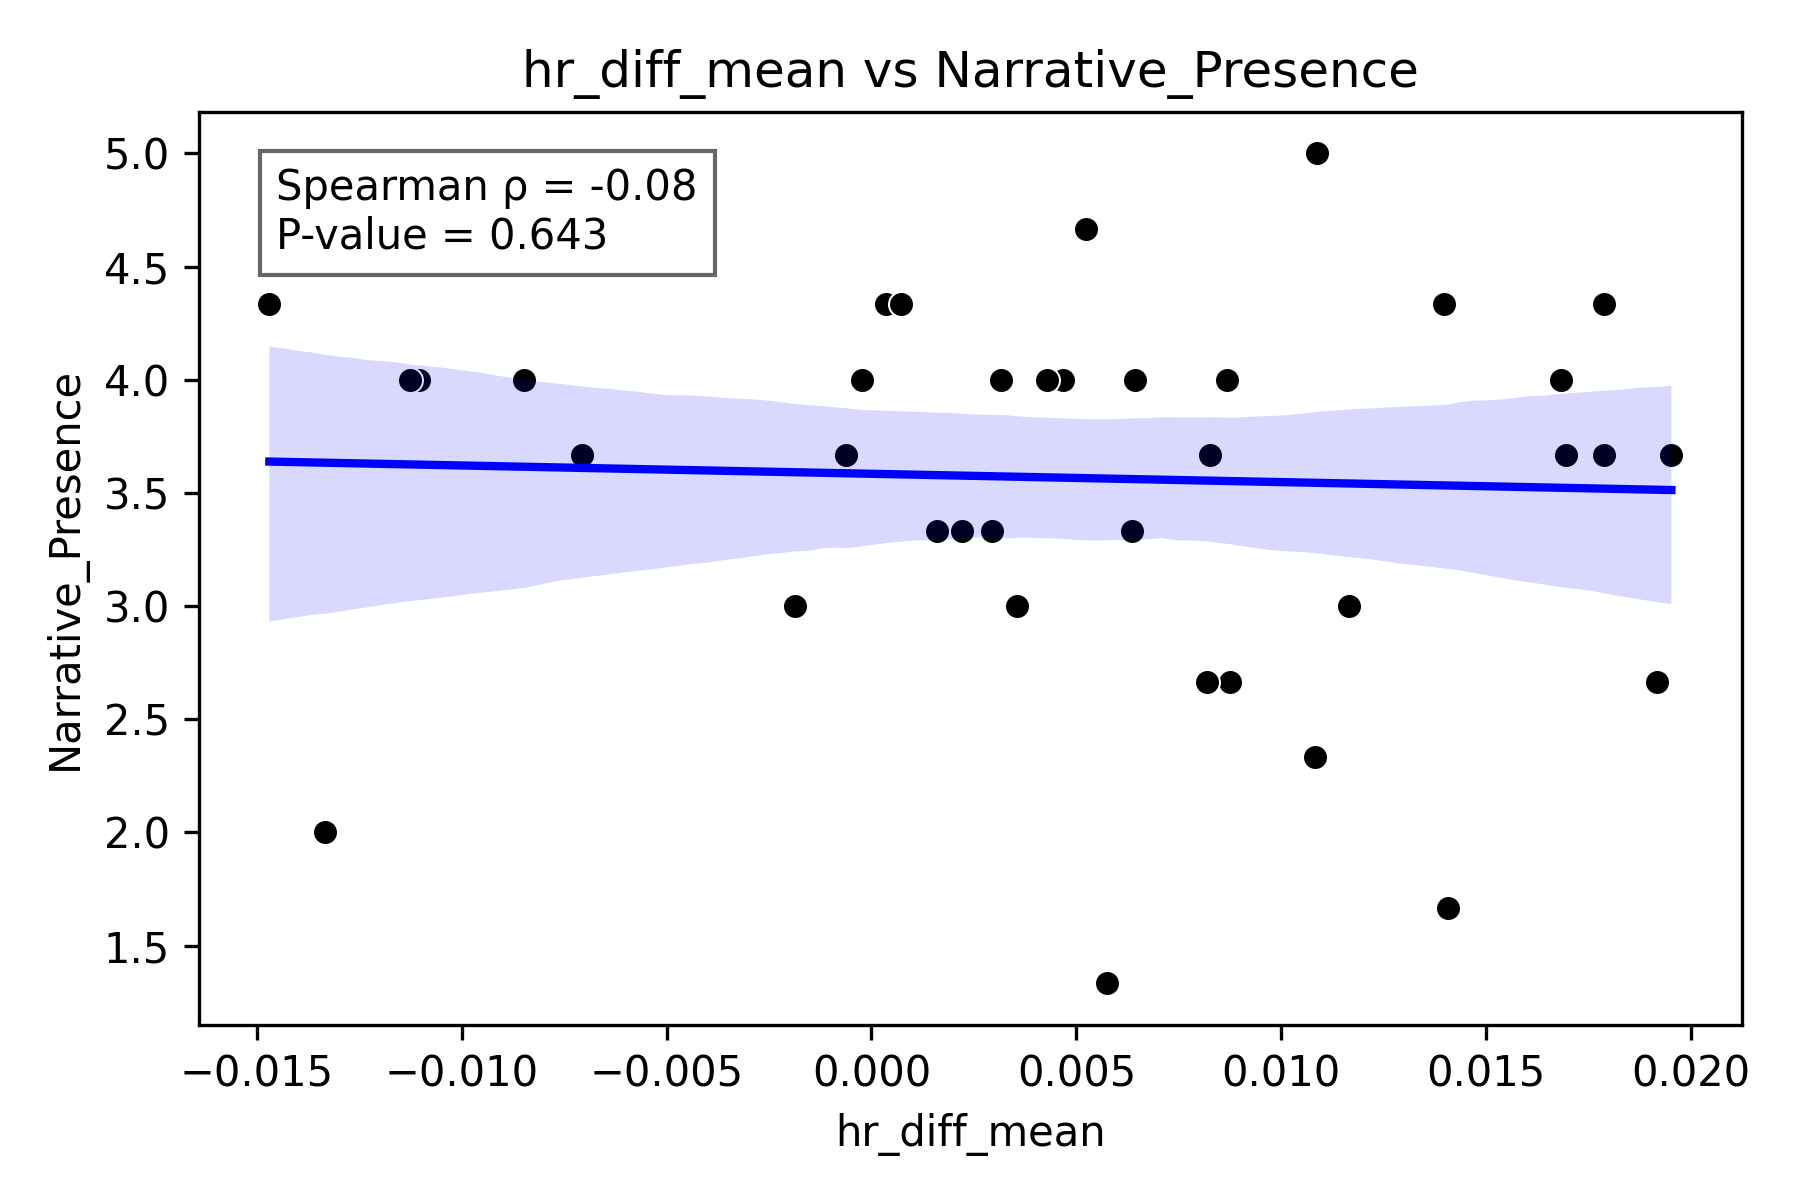 hr_diff_mean vs Narrative_Presence
Spearman ρ = -0.08
P-value = 0.643
5.0
4.5
4.0
3.5
3.0
2.5
2.0
1.5
Narrative_Presence
−0.015 −0.010 −0.005 0.000 0.005 0.010 0.015 0.020
hr_diff_mean